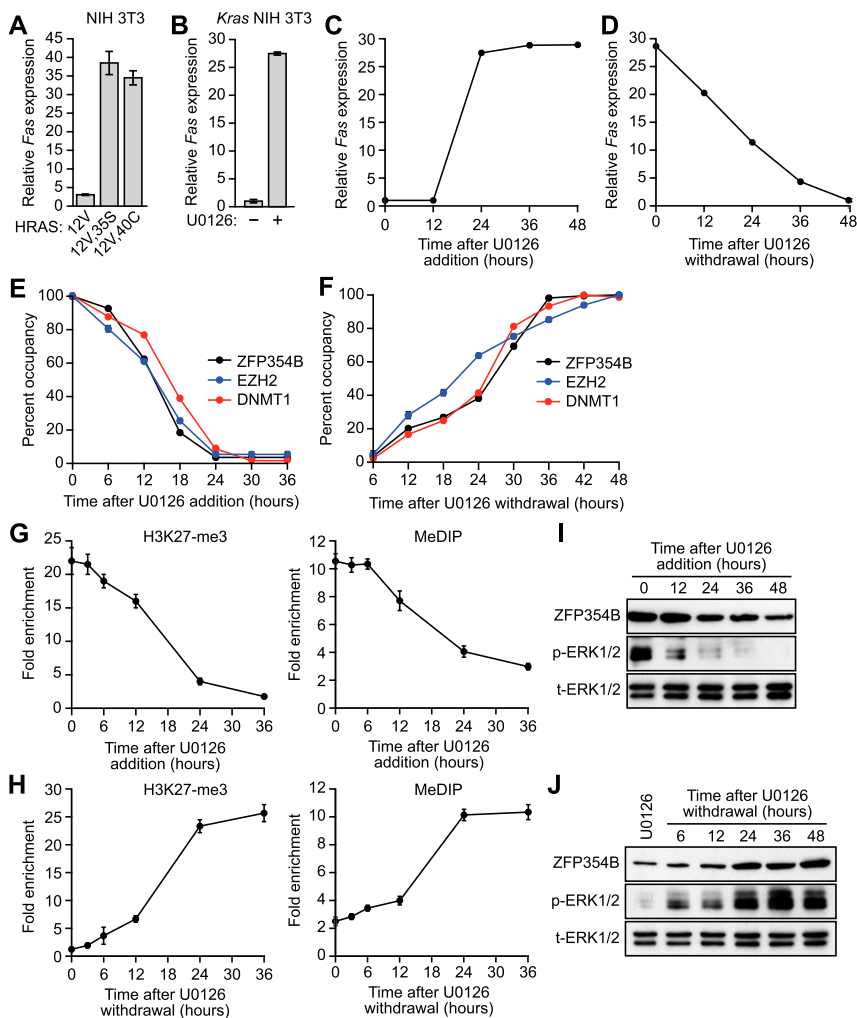 A
NIH 3T3
Relative Fas expression
45
40
35
30
25
20
15
10
5
0
HRAS:
12V
12V,35S
12V,40C
B
Kras NIH 3T3
Relative Fas expression
30
25
20
15
10
5
0
U0126: – +
C
Relative Fas expression
35
30
25
20
15
10
5
0
0 12 24 36 48
Time after U0126
addition (hours)
D
Relative Fas expression
35
30
25
20
15
10
5
0
0 12 24 36 48
Time after U0126
withdrawal (hours)
E
Percent occupancy
100
80
60
40
20
0
ZFP354B
EZH2
DNMT1
0 6 12 18 24 30 36
Time after U0126 addition (hours)
F
Percent occupancy
100
80
60
40
20
0
ZFP354B
EZH2
DNMT1
6 12 18 24 30 36 42 48
Time after U0126 withdrawal (hours)
G
H3K27-me3
Fold enrichment
25
20
15
10
5
0
0 6 12 18 24 30 36
Time after U0126
addition (hours)
MeDIP
Fold enrichment
12
10
8
6
4
2
0
0 6 12 18 24 30 36
Time after U0126
addition (hours)
H
H3K27-me3
Fold enrichment
30
25
20
15
10
5
0
0 6 12 18 24 30 36
Time after U0126
withdrawal (hours)
MeDIP
Fold enrichment
12
10
8
6
4
2
0
0 6 12 18 24 30 36
Time after U0126
withdrawal (hours)
I
Time after U0126
addition (hours)
0 12 24 36 48
ZFP354B
p-ERK1/2
t-ERK1/2
J
U0126
Time after U0126
withdrawal (hours)
6 12 24 36 48
ZFP354B
p-ERK1/2
t-ERK1/2